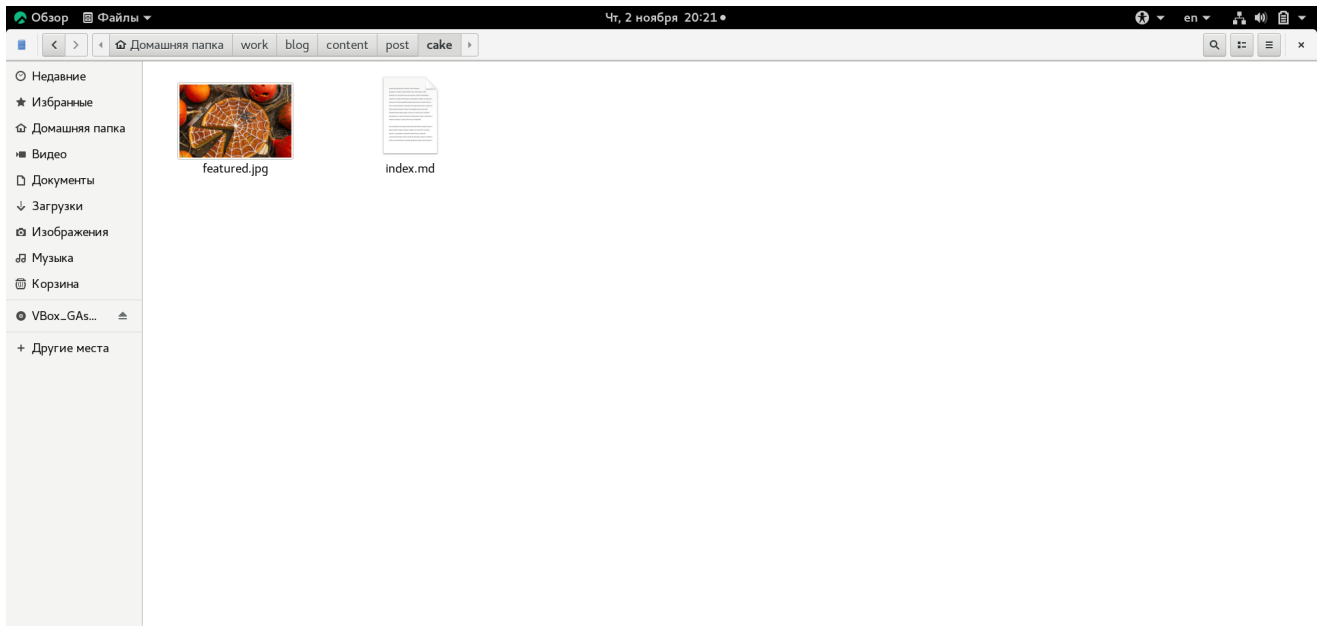 Обзор Файлы Чт, 2 ноября 20:21 en
Домашняя папка work blog content post cake
Недавние
Избранные
Домашняя папка
Видео
Документы
Загрузки
Изображения
Музыка
Корзина
VBox_GAs...
Другие места
featured.jpg index.md